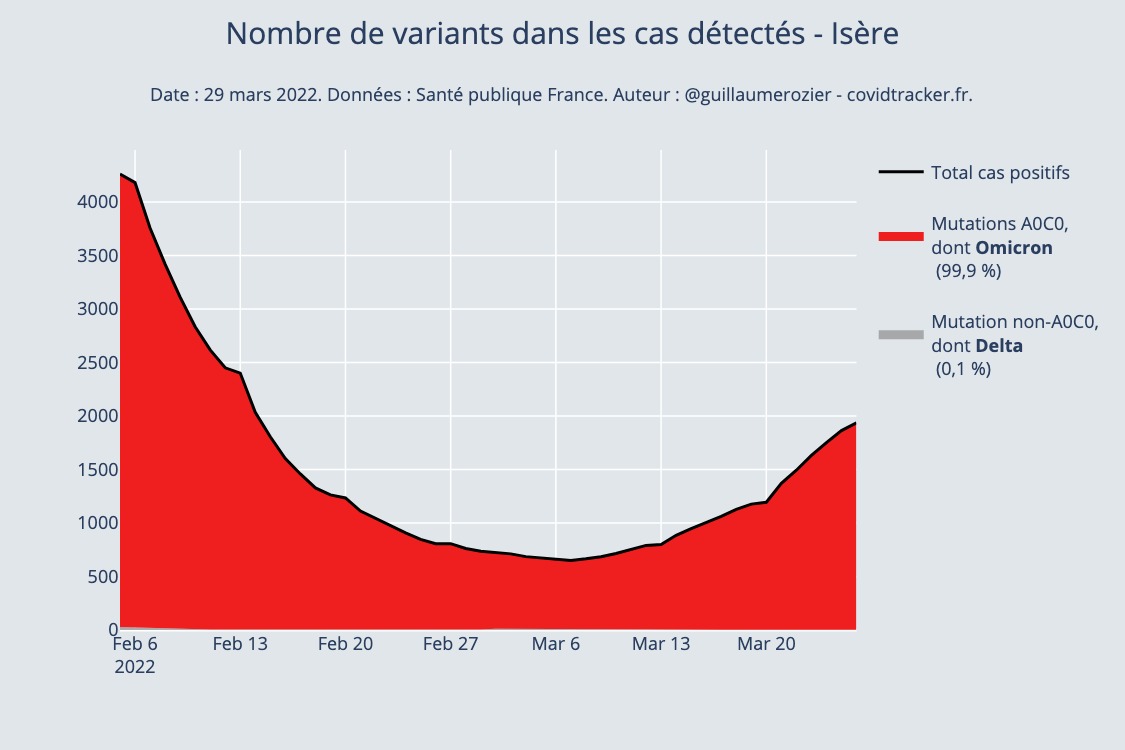 Nombre de variants dans les cas détectés - Isère
Date : 29 mars 2022. Données : Santé publique France. Auteur : @guillaumerozier - covidtracker.fr.
Total cas positifs
Mutations A0C0,
dont Omicron
(99,9 %)
Mutation non-A0C0,
dont Delta
(0,1 %)
4000
3500
3000
2500
2000
1500
1000
500
0
Feb 6 Feb 13 Feb 20 Feb 27 Mar 6 Mar 13 Mar 20
2022